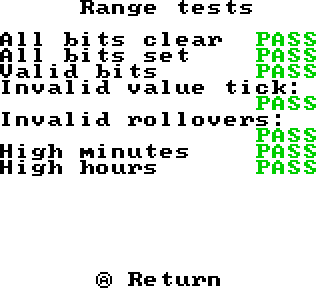 Range tests
All bits clear PASS
All bits set PASS
Valid bits PASS
Invalid value tick:
PASS
Invalid rollovers:
PASS
High minutes PASS
High hours PASS
Ⓐ Return